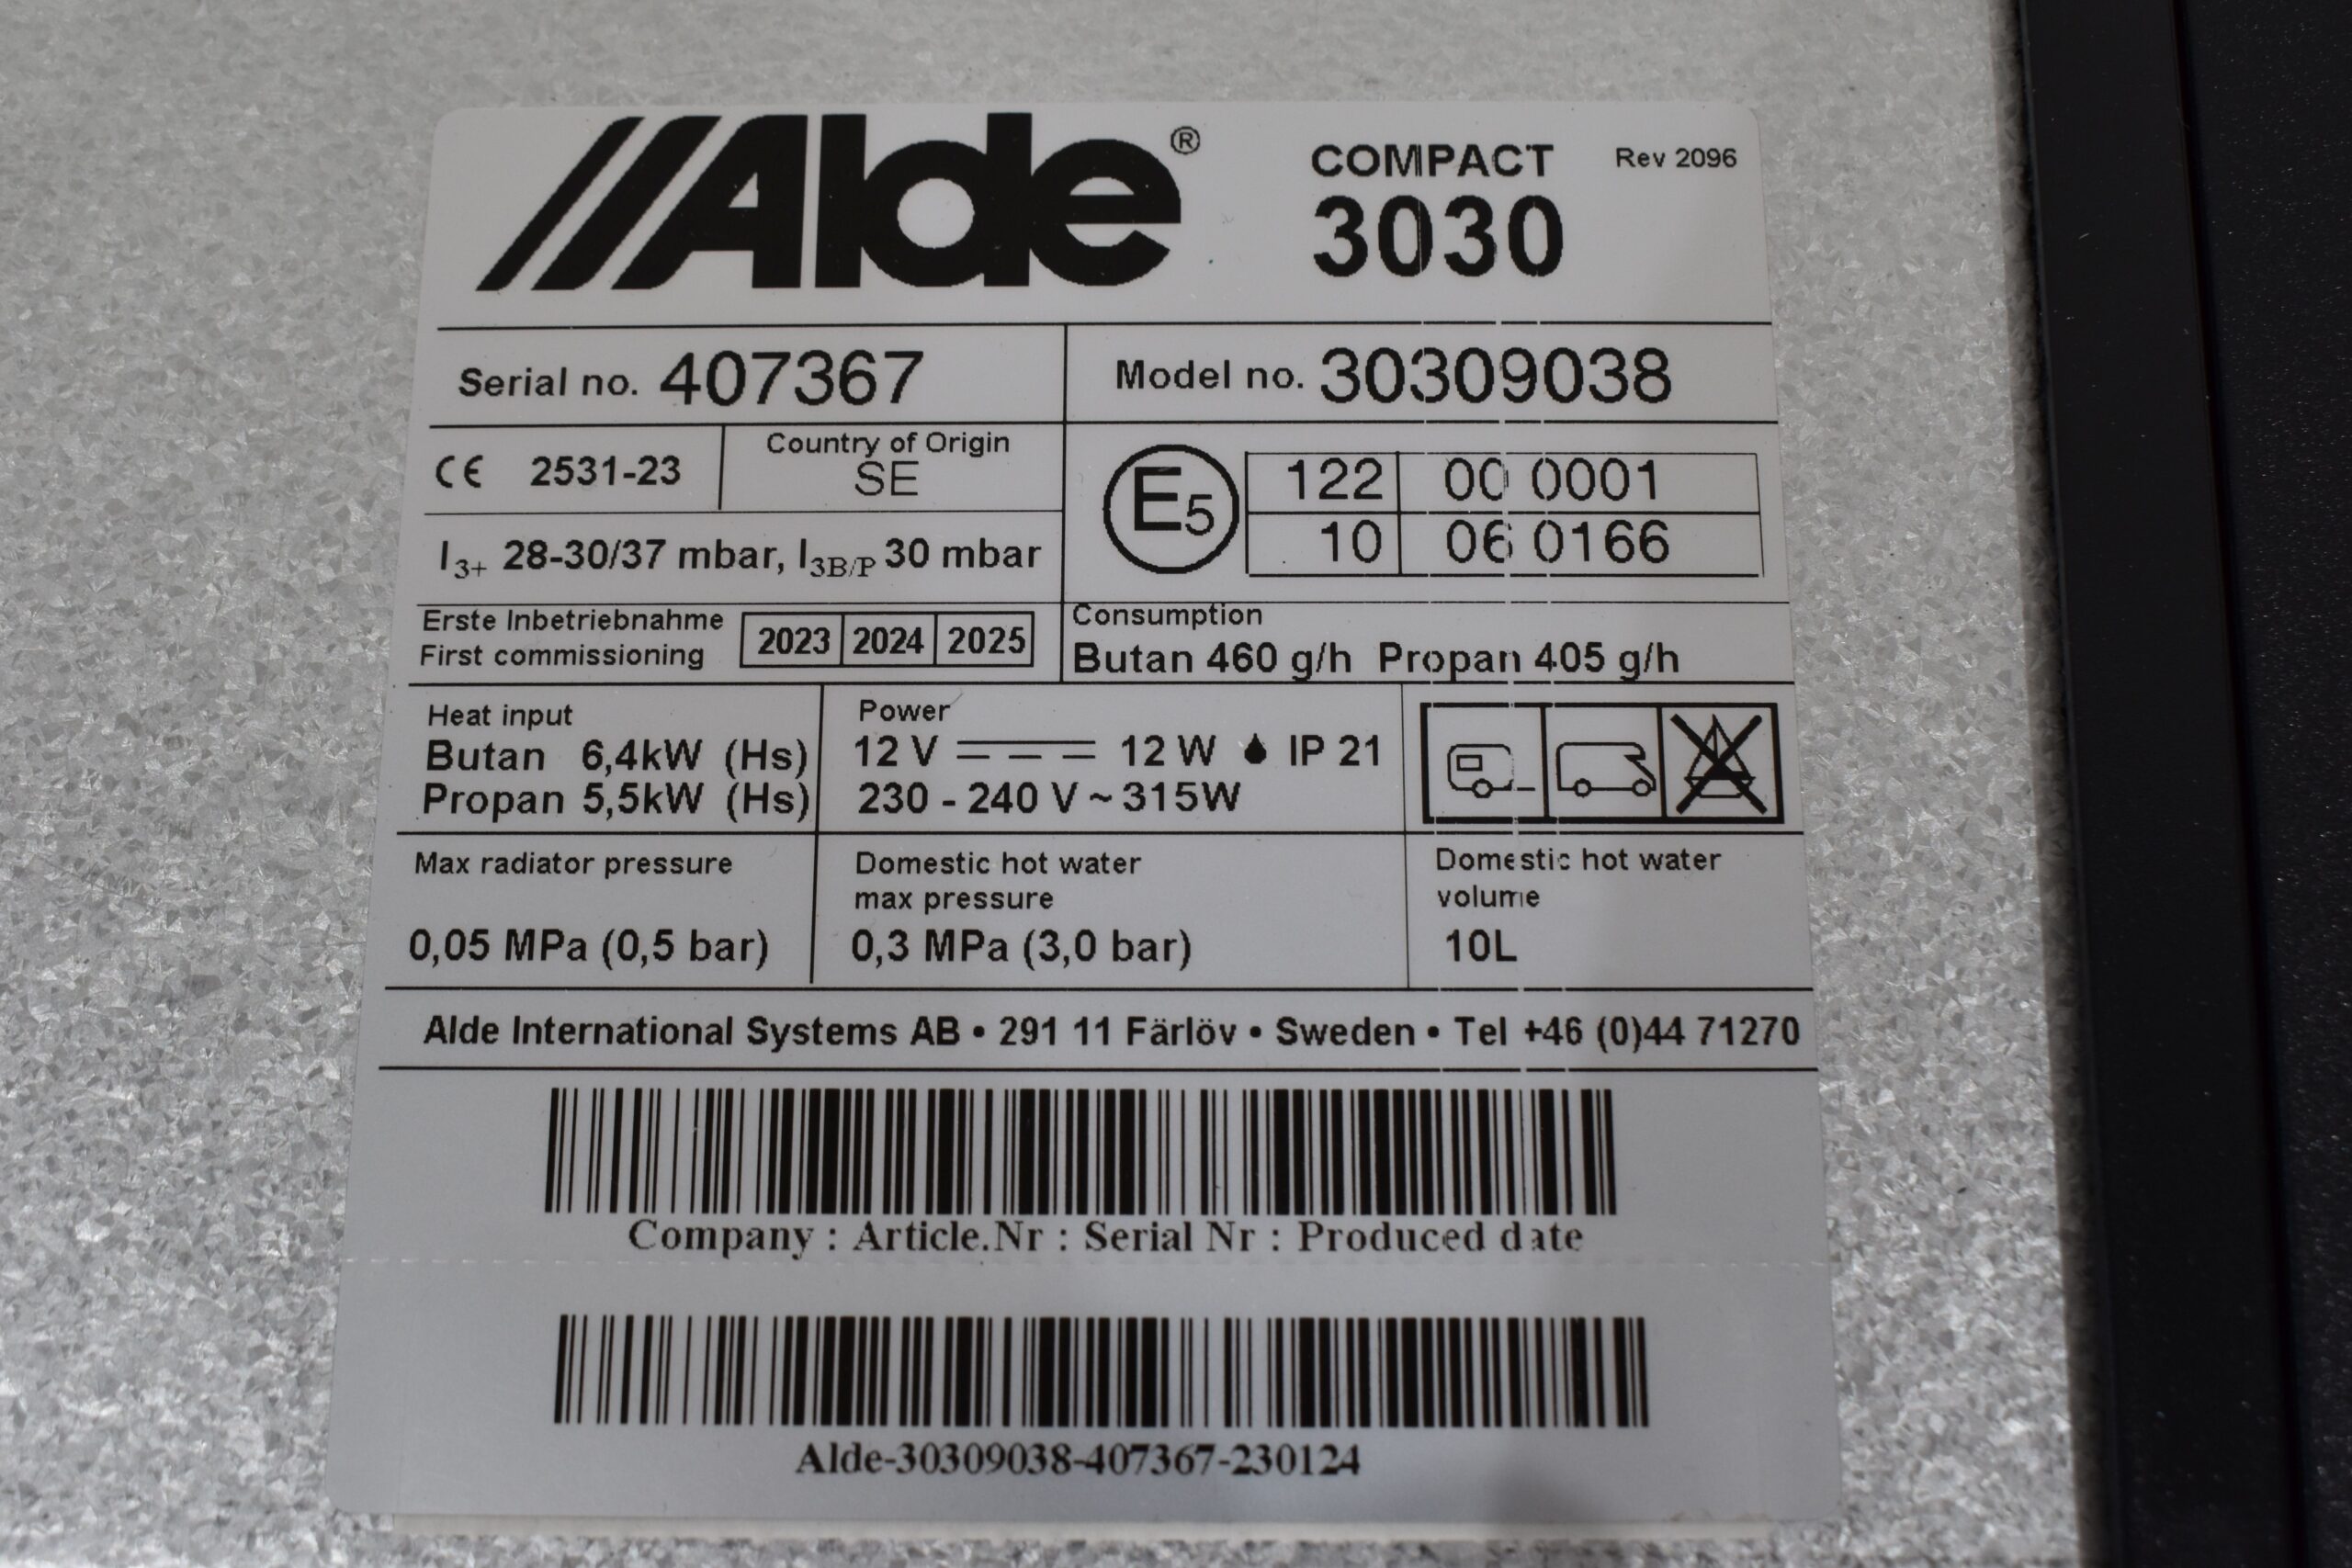 Alde® COMPACT Rev 2096
3030
Serial no. 407367 Model no. 30309038
CE 2531-23 Country of Origin
SE
E5 122 00 0001
10 06 0166
I3+ 28-30/37 mbar, I3B/P 30 mbar
Erste Inbetriebnahme
First commissioning 2023 2024 2025
Consumption
Butan 460 g/h Propan 405 g/h
Heat input
Butan 6,4kW (Hs)
Propan 5,5kW (Hs)
Power
12 V 12 W IP 21
230 - 240 V ~ 315W
Max radiator pressure
0,05 MPa (0,5 bar)
Domestic hot water
max pressure
0,3 MPa (3,0 bar)
Domestic hot water
volume
10L
Alde International Systems AB • 291 11 Färlöv • Sweden • Tel +46 (0)44 71270
Company : Article.Nr : Serial Nr : Produced date
Alde-30309038-407367-230124